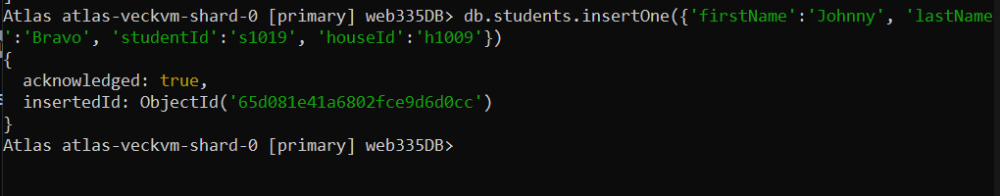 Atlas atlas-veckvm-shard-0 [primary] web335DB> db.students.insertOne({'firstName':'Johnny', 'lastName
':'Bravo', 'studentId':'s1019', 'houseId':'h1009'})
{
  acknowledged: true,
  insertedId: ObjectId('65d081e41a6802fce9d6d0cc')
}
Atlas atlas-veckvm-shard-0 [primary] web335DB>